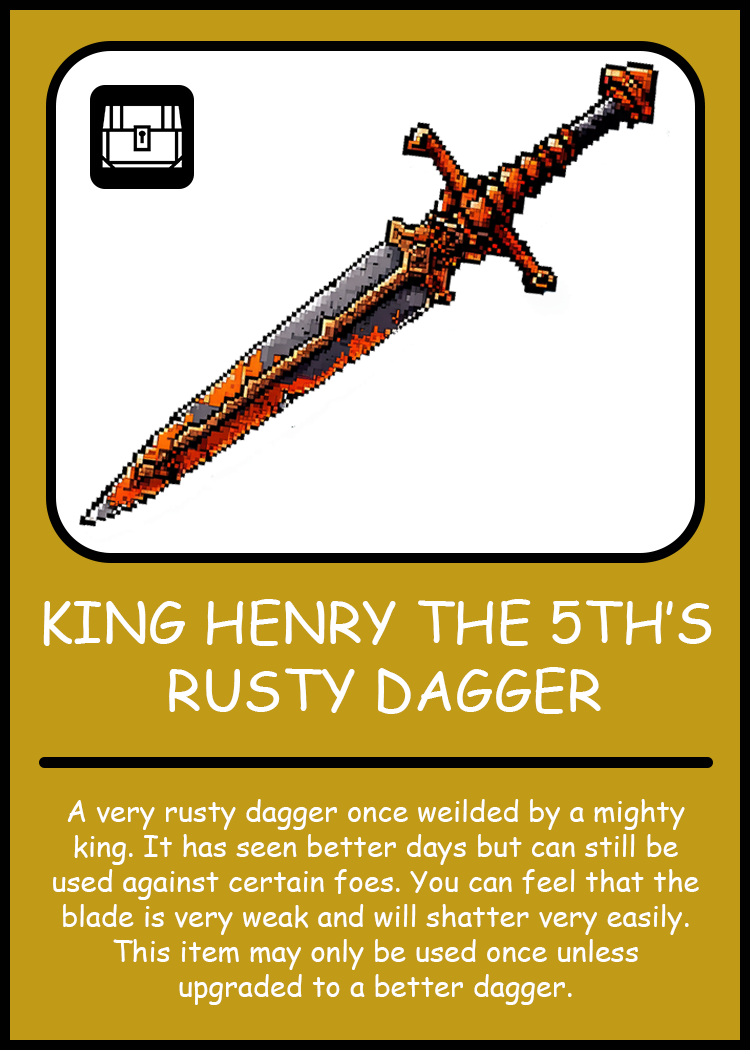 KING HENRY THE 5TH'S
RUSTY DAGGER
A very rusty dagger once weilded by a mighty
king. It has seen better days but can still be
used against certain foes. You can feel that the
blade is very weak and will shatter very easily.
This item may only be used once unless
upgraded to a better dagger.